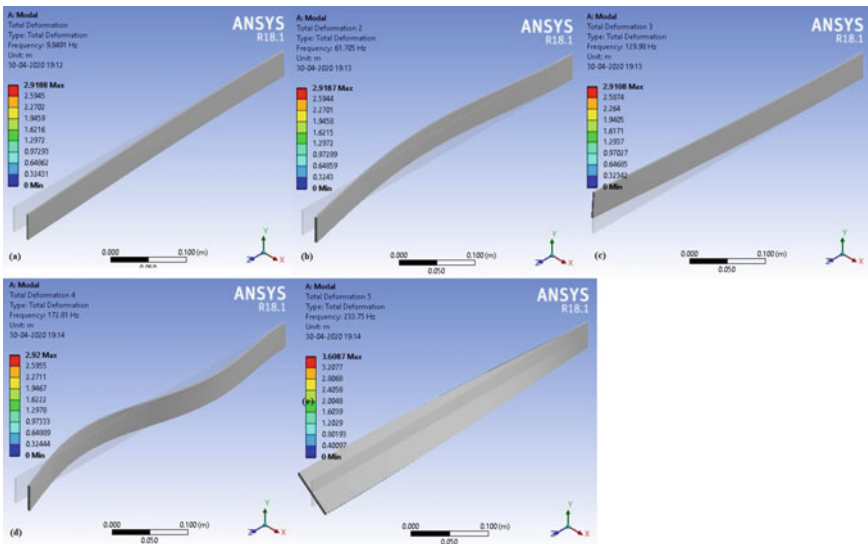 A: Modal
Total Deformation
Type: Total Deformation
Frequency: 9.8491 Hz
Unit: m
30-04-2020 19:12
ANSYS
R18.1
2.9188 Max
2.5945
2.2702
1.9459
1.6216
1.2972
0.97293
0.64862
0.32431
0 Min
0.000
0.100 (m)
0.050
Y
Z
X
(a)
A: Modal
Total Deformation 2
Type: Total Deformation
Frequency: 61.705 Hz
Unit: m
30-04-2020 19:13
ANSYS
R18.1
2.9187 Max
2.5944
2.2701
1.9458
1.6215
1.2972
0.97289
0.64859
0.3243
0 Min
0.000
0.100 (m)
0.050
Y
Z
X
(b)
A: Modal
Total Deformation 3
Type: Total Deformation
Frequency: 129.98 Hz
Unit: m
30-04-2020 19:13
ANSYS
R18.1
2.9108 Max
2.5874
2.264
1.9405
1.6171
1.2937
0.97027
0.64685
0.32342
0 Min
0.000
0.100 (m)
0.050
Y
Z
X
(c)
A: Modal
Total Deformation 4
Type: Total Deformation
Frequency: 172.81 Hz
Unit: m
30-04-2020 19:14
ANSYS
R18.1
2.92 Max
2.5955
2.2711
1.9467
1.6222
1.2978
0.97333
0.64889
0.32444
0 Min
0.000
0.100 (m)
0.050
Y
Z
X
(d)
A: Modal
Total Deformation 5
Type: Total Deformation
Frequency: 233.75 Hz
Unit: m
30-04-2020 19:14
ANSYS
R18.1
3.6087 Max
3.2077
2.8068
2.4058
2.0048
1.6039
1.2029
0.80193
0.40097
0 Min
(e)
0.000
0.100 (m)
0.050
Y
Z
X